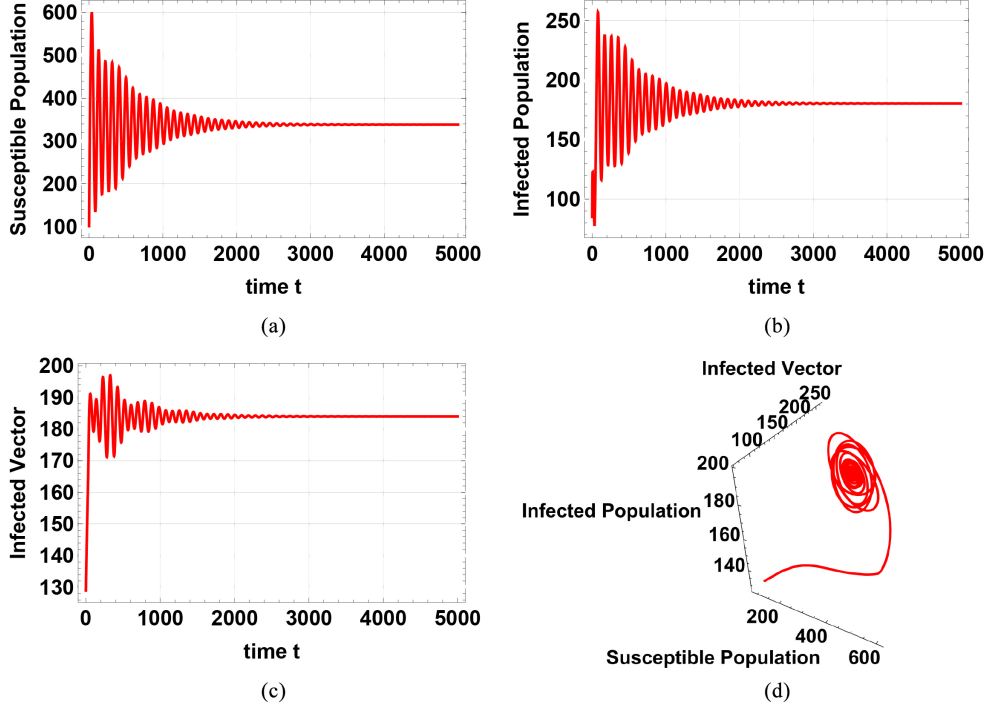 600
500
400
300
200
100
Susceptible Population
0 1000 2000 3000 4000 5000
time t
(a)
250
200
150
100
Infected Population
0 1000 2000 3000 4000 5000
time t
(b)
200
190
180
170
160
150
140
130
Infected Vector
0 1000 2000 3000 4000 5000
time t
(c)
Infected Vector
250
200
150
100
200
180
160
140
Infected Population
200
400
600
Susceptible Population
(d)